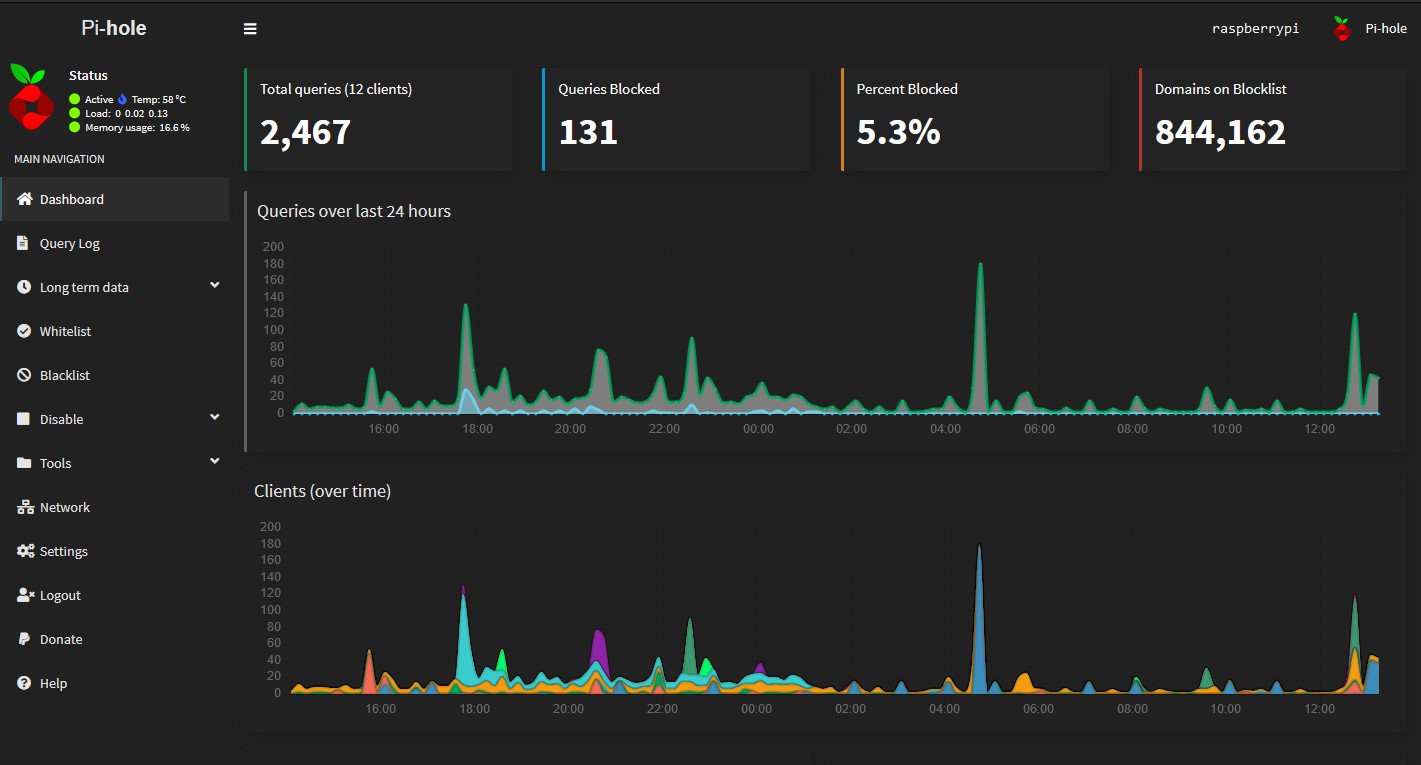 Pi-hole
raspberrypi
Pi-hole
Status
Active Temp: 58 °C
Load: 0 0.02 0.13
Memory usage: 16.6 %
MAIN NAVIGATION
Dashboard
Query Log
Long term data
Whitelist
Blacklist
Disable
Tools
Network
Settings
Logout
Donate
Help
Total queries (12 clients)
2,467
Queries Blocked
131
Percent Blocked
5.3%
Domains on Blocklist
844,162
Queries over last 24 hours
200
180
160
140
120
100
80
60
40
20
0
16:00 18:00 20:00 22:00 00:00 02:00 04:00 06:00 08:00 10:00 12:00
Clients (over time)
200
180
160
140
120
100
80
60
40
20
0
16:00 18:00 20:00 22:00 00:00 02:00 04:00 06:00 08:00 10:00 12:00